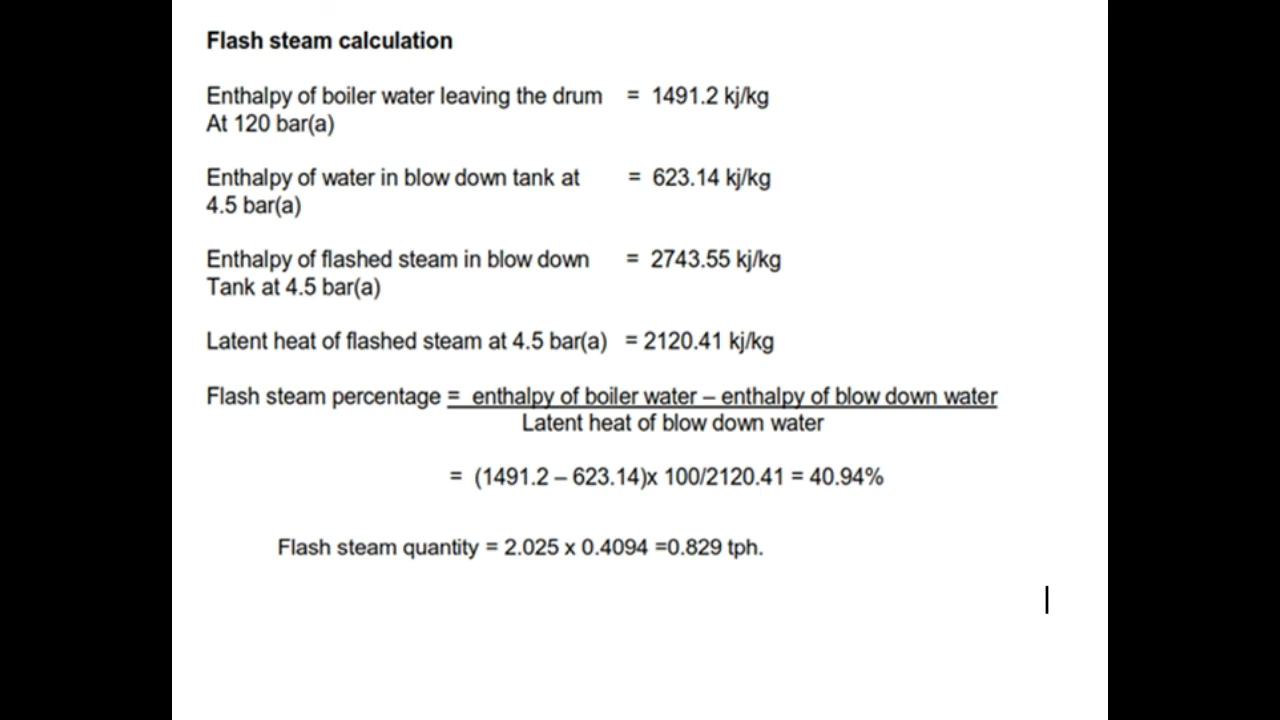 Flash steam calculation
Enthalpy of boiler water leaving the drum = 1491.2 kj/kg
At 120 bar(a)
Enthalpy of water in blow down tank at = 623.14 kj/kg
4.5 bar(a)
Enthalpy of flashed steam in blow down = 2743.55 kj/kg
Tank at 4.5 bar(a)
Latent heat of flashed steam at 4.5 bar(a) = 2120.41 kj/kg
Flash steam percentage = enthalpy of boiler water – enthalpy of blow down water
Latent heat of blow down water
= (1491.2 – 623.14)x 100/2120.41 = 40.94%
Flash steam quantity = 2.025 x 0.4094 =0.829 tph.